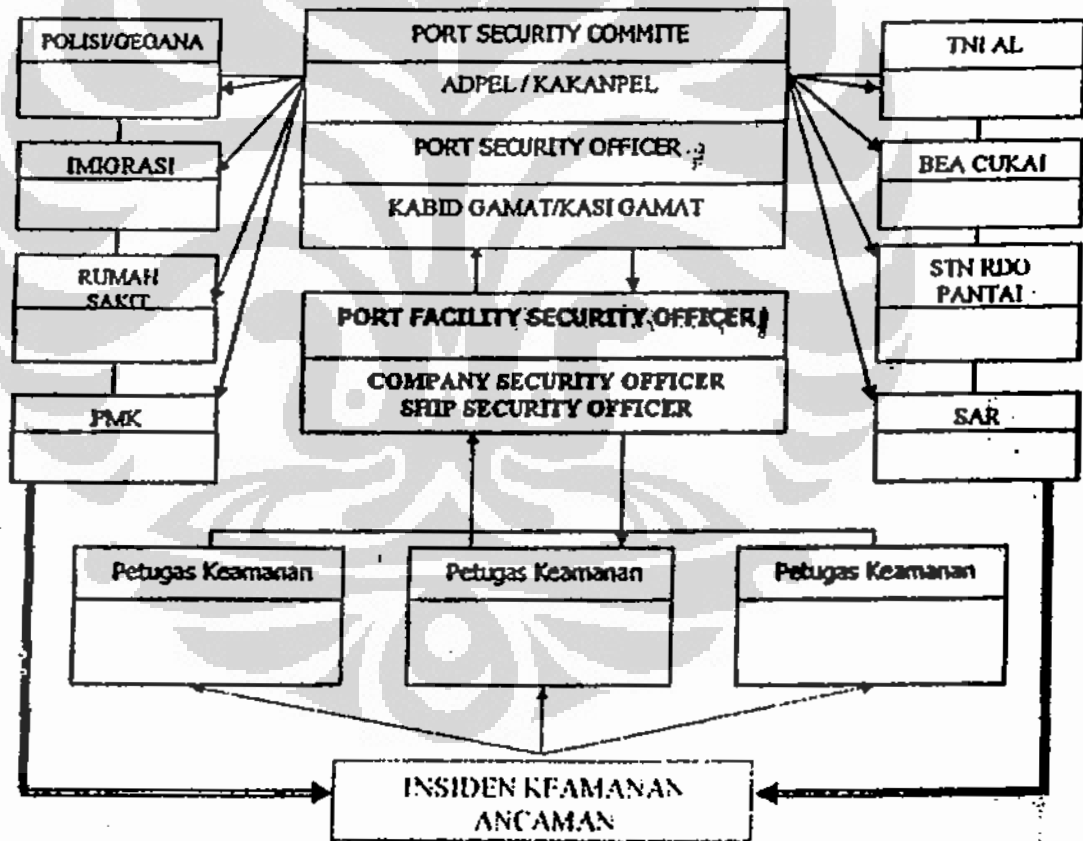 POLISI/GEGANA
PORT SECURITY COMMITE
TNI AL
ADPEL / KAKANPEL
IMIGRASI
PORT SECURITY OFFICER
BEA CUKAI
KABID GAMAT/KASI GAMAT
RUMAH
SAKIT
STN RDO
PANTAI
PORT FACILITY SECURITY OFFICER
COMPANY SECURITY OFFICER
SHIP SECURITY OFFICER
PMK
SAR
Petugas Keamanan
Petugas Keamanan
Petugas Keamanan
INSIDEN KEAMANAN
ANCAMAN